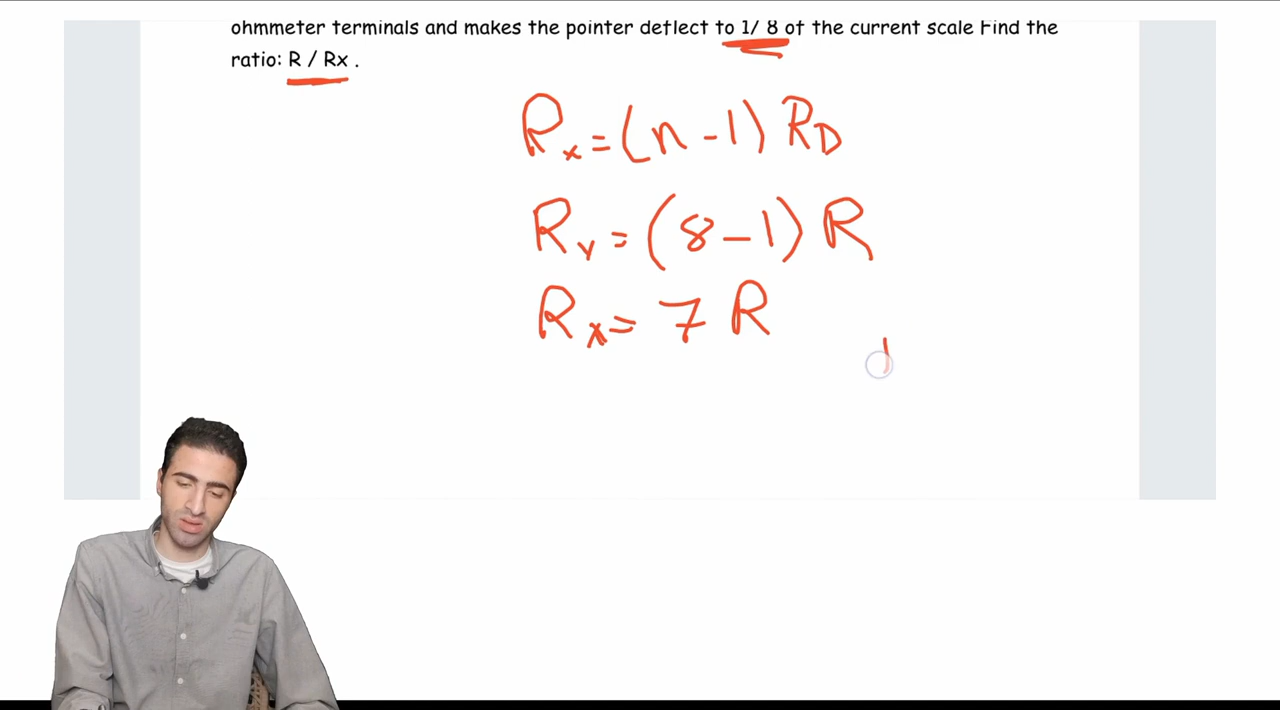 ohmmeter terminals and makes the pointer deflect to 1/ 8 of the current scale Find the
ratio: R / Rx .
Rx = (n - 1) RD
Rx = (8 - 1) R
Rx = 7 R